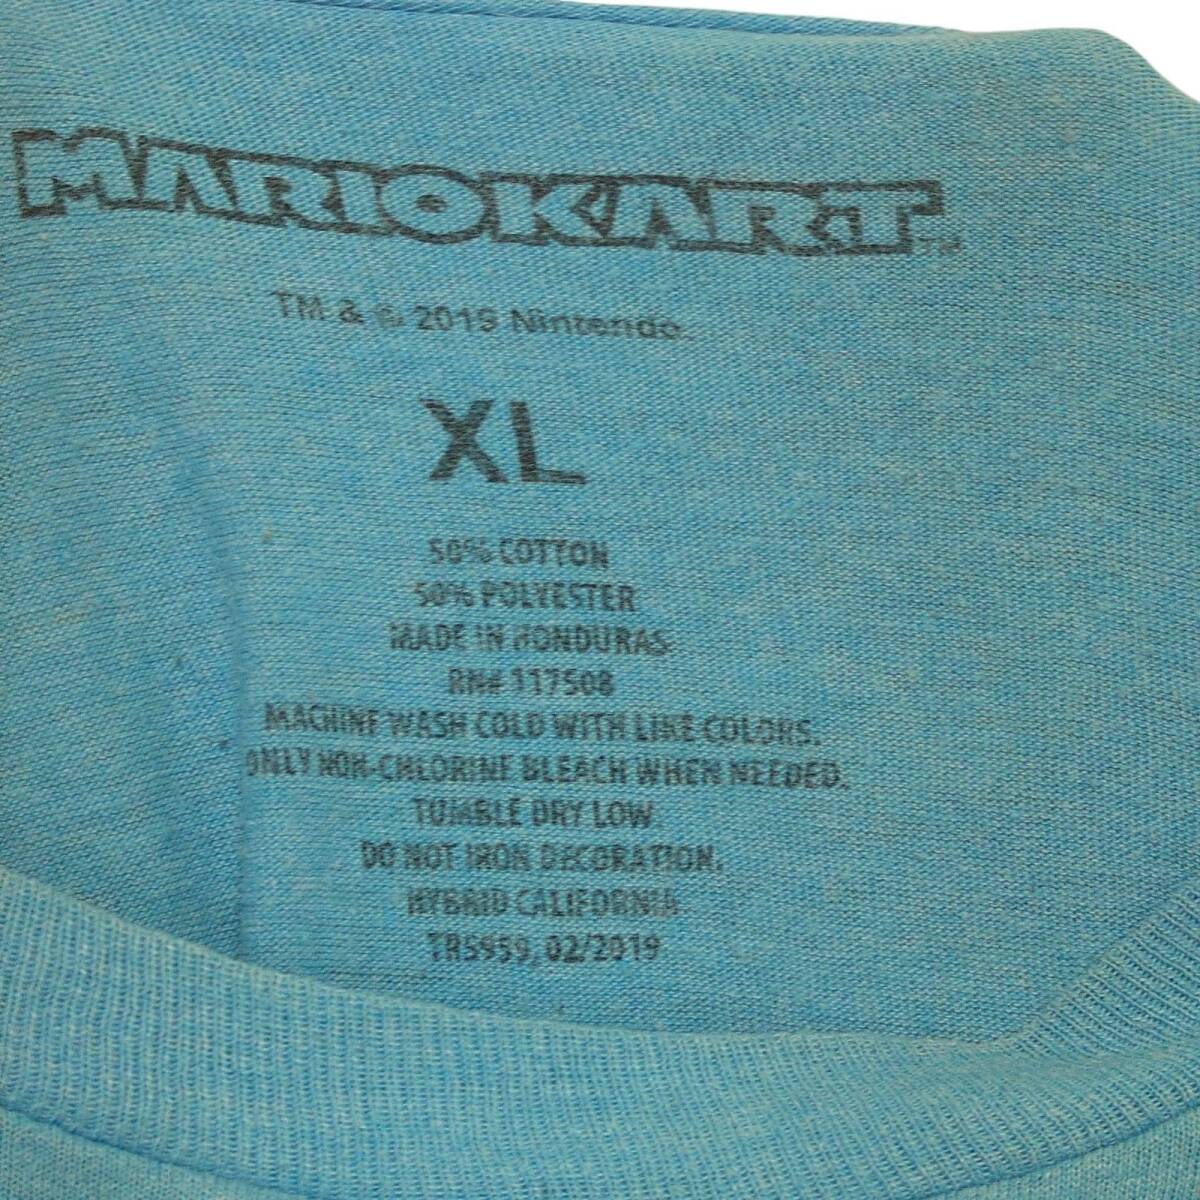 MARIOKART™
TM & © 2019 Nintendo.
XL
50% COTTON
50% POLYESTER
MADE IN HONDURAS
RN# 117508
MACHINE WASH COLD WITH LIKE COLORS.
ONLY NON-CHLORINE BLEACH WHEN NEEDED.
TUMBLE DRY LOW.
DO NOT IRON DECORATION.
HYBRID CALIFORNIA
TR5959, 02/2019